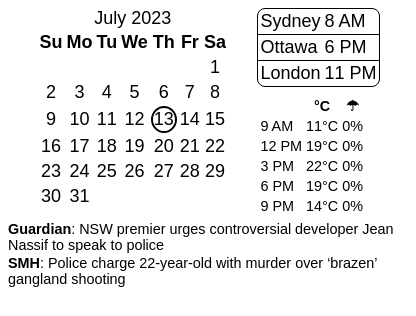 July 2023
Su Mo Tu We Th Fr Sa
1
2 3 4 5 6 7 8
9 10 11 12 13 14 15
16 17 18 19 20 21 22
23 24 25 26 27 28 29
30 31
Sydney 8 AM
Ottawa 6 PM
London 11 PM
°C ☂
9 AM 11°C 0%
12 PM 19°C 0%
3 PM 22°C 0%
6 PM 19°C 0%
9 PM 14°C 0%
Guardian: NSW premier urges controversial developer Jean
Nassif to speak to police
SMH: Police charge 22-year-old with murder over ‘brazen’
gangland shooting